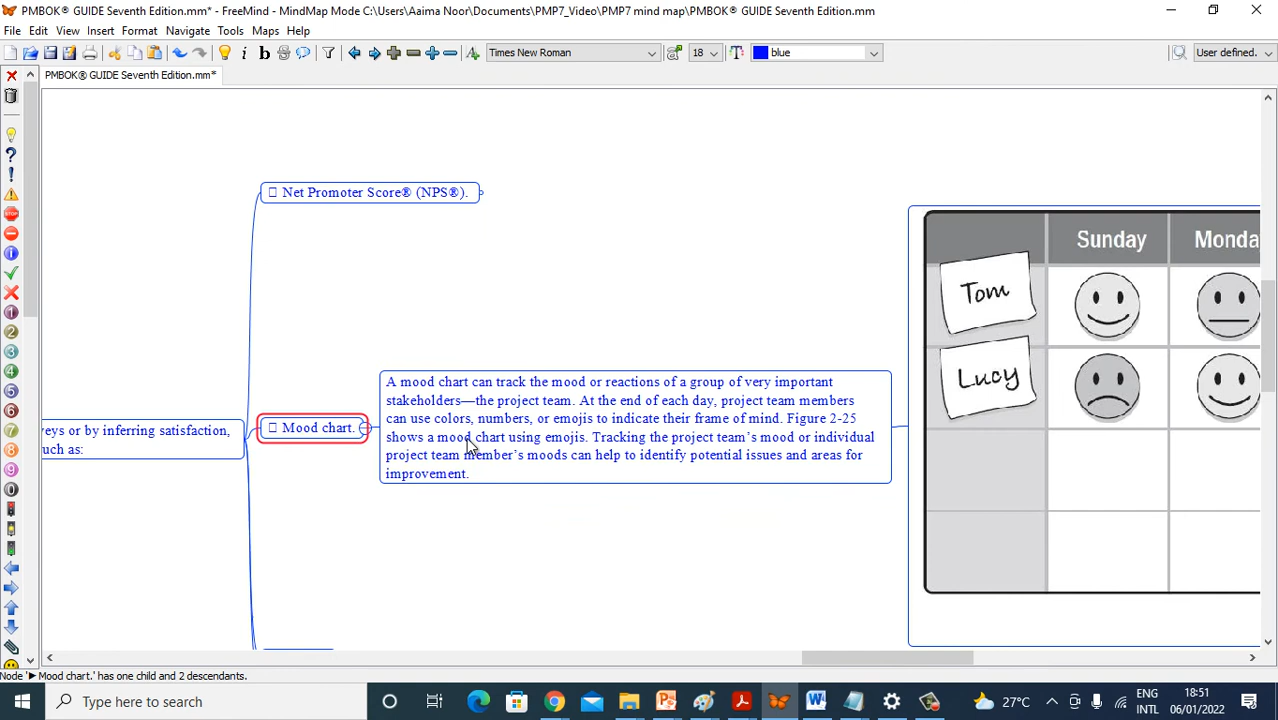 PMBOK® GUIDE Seventh Edition.mm* - FreeMind - MindMap Mode C:\Users\Aaima Noor\Documents\PMP7_Video\PMP7 mind map\PMBOK® GUIDE Seventh Edition.mm
File Edit View Insert Format Navigate Tools Maps Help
Times New Roman 18 blue User defined.
PMBOK® GUIDE Seventh Edition.mm*
Net Promoter Score® (NPS®).
Sunday Monda
Tom
Lucy
A mood chart can track the mood or reactions of a group of very important
stakeholders—the project team. At the end of each day, project team members
can use colors, numbers, or emojis to indicate their frame of mind. Figure 2-25
shows a mood chart using emojis. Tracking the project team’s mood or individual
project team member’s moods can help to identify potential issues and areas for
improvement.
Mood chart.
veys or by inferring satisfaction,
uch as:
Node '► Mood chart.' has one child and 2 descendants.
Type here to search
27°C
ENG
INTL
18:51
06/01/2022